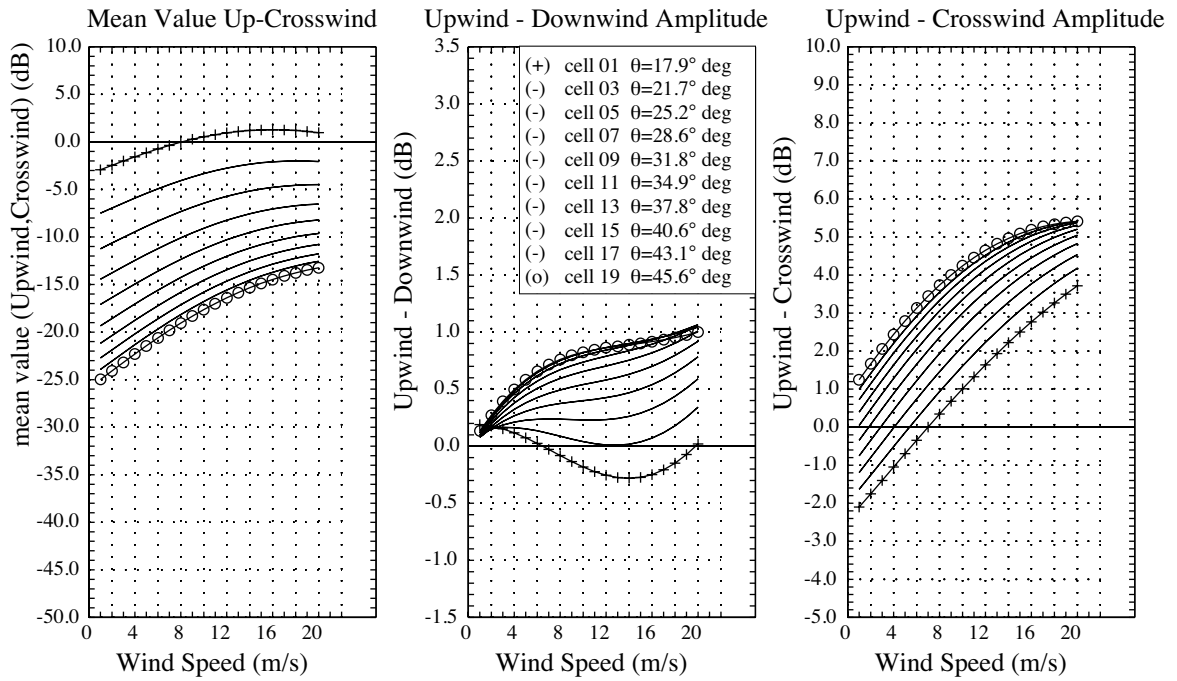 Mean Value Up-Crosswind
mean value (Upwind,Crosswind) (dB)
10.0
5.0
0.0
-5.0
-10.0
-15.0
-20.0
-25.0
-30.0
-35.0
-40.0
-45.0
-50.0
0 4 8 12 16 20
Wind Speed (m/s)
Upwind - Downwind Amplitude
Upwind - Downwind (dB)
3.5
3.0
2.5
2.0
1.5
1.0
0.5
0.0
-0.5
-1.0
-1.5
(+) cell 01 θ=17.9° deg
(-) cell 03 θ=21.7° deg
(-) cell 05 θ=25.2° deg
(-) cell 07 θ=28.6° deg
(-) cell 09 θ=31.8° deg
(-) cell 11 θ=34.9° deg
(-) cell 13 θ=37.8° deg
(-) cell 15 θ=40.6° deg
(-) cell 17 θ=43.1° deg
(o) cell 19 θ=45.6° deg
0 4 8 12 16 20
Wind Speed (m/s)
Upwind - Crosswind Amplitude
Upwind - Crosswind (dB)
10.0
9.0
8.0
7.0
6.0
5.0
4.0
3.0
2.0
1.0
0.0
-1.0
-2.0
-3.0
-4.0
-5.0
0 4 8 12 16 20
Wind Speed (m/s)